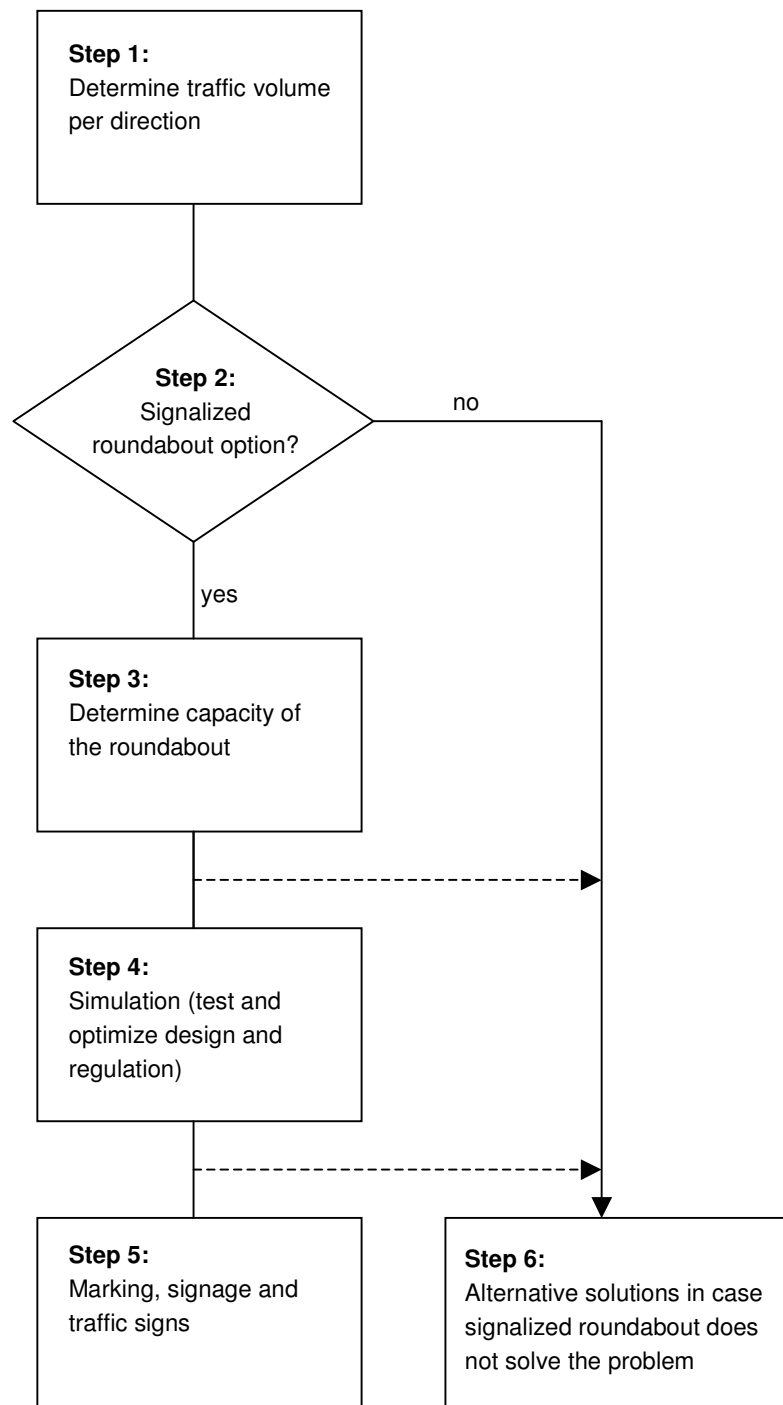 Step 1:
Determine traffic volume
per direction
Step 2:
Signalized
roundabout option?
no
yes
Step 3:
Determine capacity of
the roundabout
Step 4:
Simulation (test and
optimize design and
regulation)
Step 5:
Marking, signage and
traffic signs
Step 6:
Alternative solutions in case
signalized roundabout does
not solve the problem